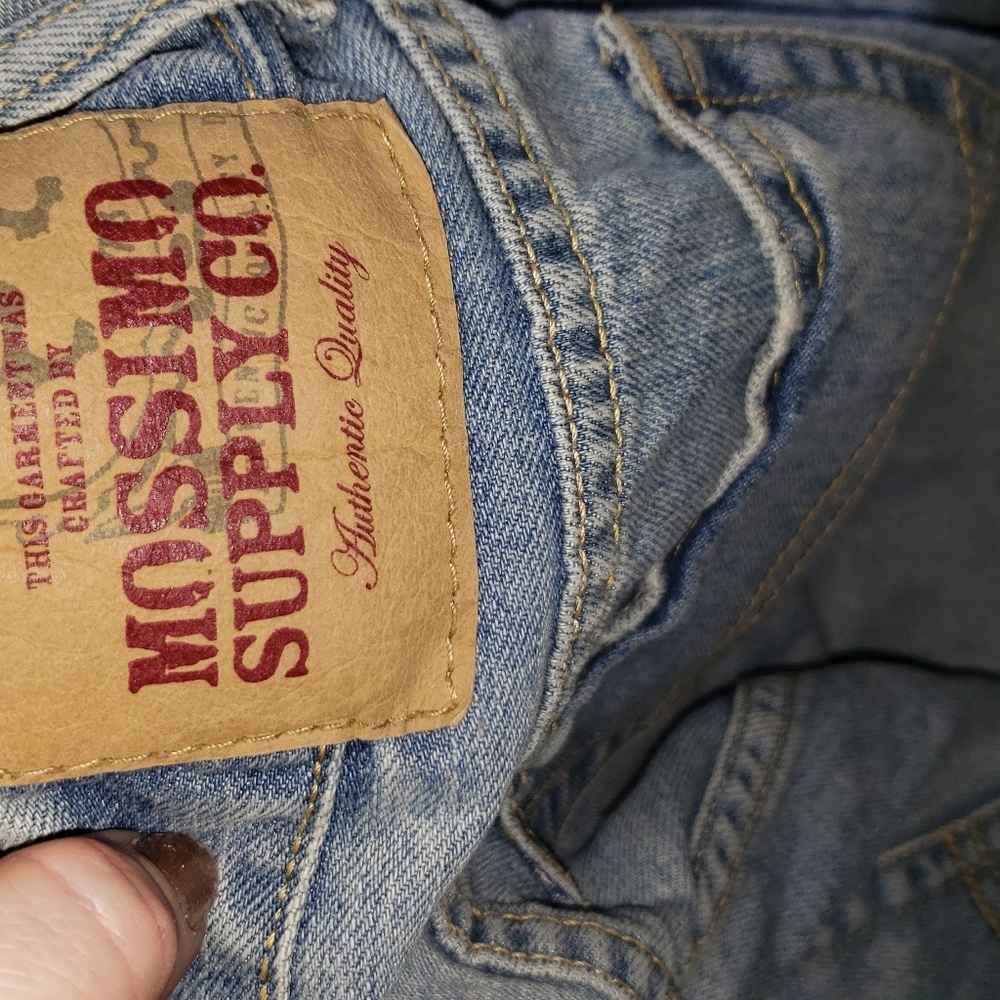 THIS GARMENT WAS
CRAFTED BY
MOSSIMO
SUPPLY CO.
Authentic Quality